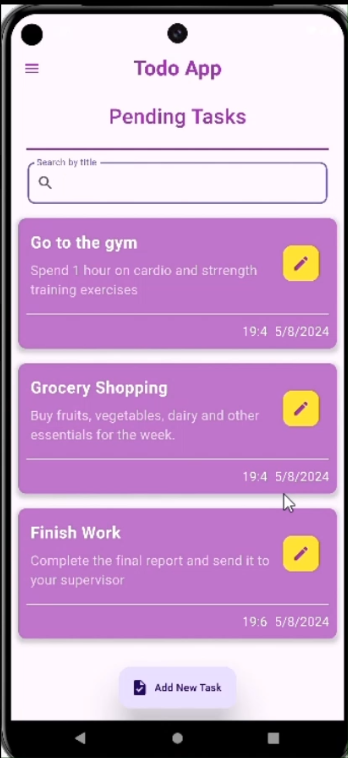 Todo App
Pending Tasks
Search by title
Go to the gym
Spend 1 hour on cardio and strrength
training exercises
19:4 5/8/2024
Grocery Shopping
Buy fruits, vegetables, dairy and other
essentials for the week.
19:4 5/8/2024
Finish Work
Complete the final report and send it to
your supervisor
19:6 5/8/2024
Add New Task